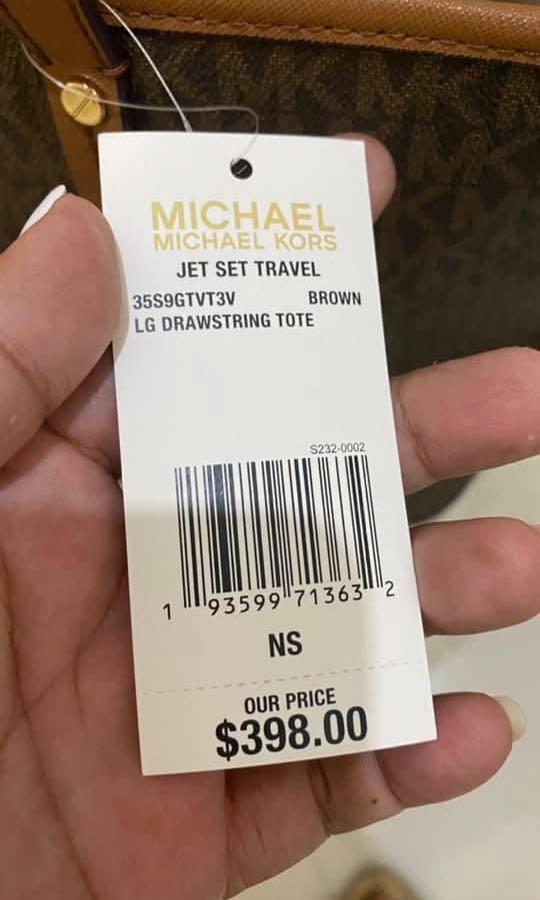 MICHAEL
MICHAEL KORS
JET SET TRAVEL
35S9GTVT3V BROWN
LG DRAWSTRING TOTE
S232-0002
1 93599 71363 2
NS
OUR PRICE
$398.00